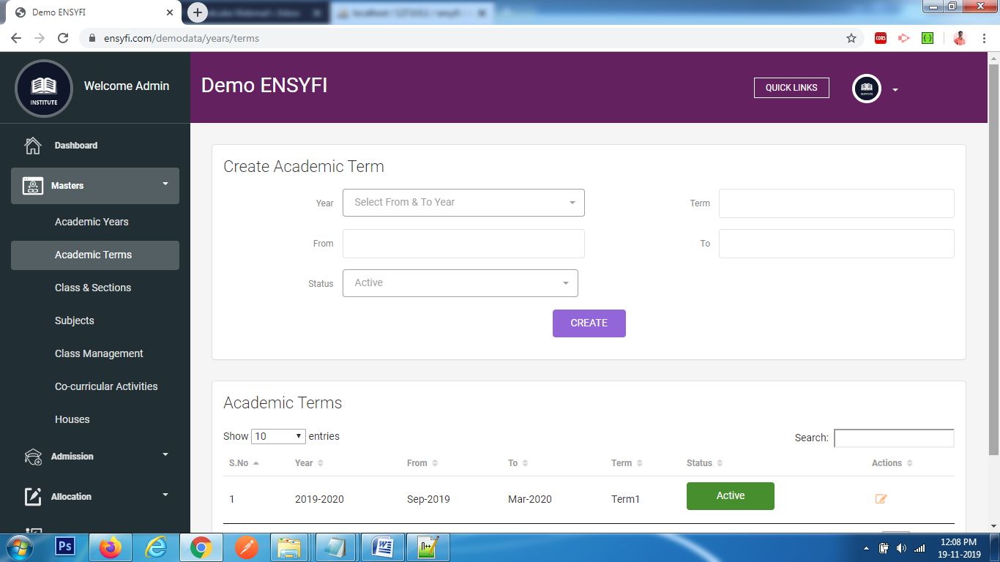 Demo ENSYFI
ensyfi.com/demodata/years/terms
CORS
INSTITUTE
Welcome Admin
Demo ENSYFI
QUICK LINKS
INSTITUTE
Dashboard
Masters
Academic Years
Academic Terms
Class & Sections
Subjects
Class Management
Co-curricular Activities
Houses
Admission
Allocation
Create Academic Term
Year Select From & To Year Term
From To
Status Active
CREATE
Academic Terms
Show 10 entries Search:
S.No Year From To Term Status Actions
1 2019-2020 Sep-2019 Mar-2020 Term1 Active
Ps
12:08 PM
19-11-2019